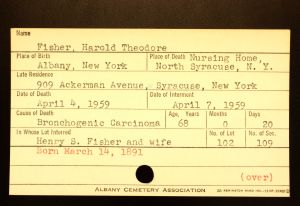 Name
Fisher, Harold Theodore
Place of Birth Place of Death Nursing Home,
Albany, New York North Syracuse, N. Y.
Late Residence
909 Ackerman Avenue, Syracuse, New York
Date of Death Date of Interment
April 4, 1959 April 7, 1959
Cause of Death Age, Years Months Days
Bronchogenic Carcinoma 68 0 20
In Whose Lot Interred No. of Lot No. of Sec.
Henry S. Fisher and wife 102 109
Born March 14, 1891
(over)
ALBANY CEMETERY ASSOCIATION